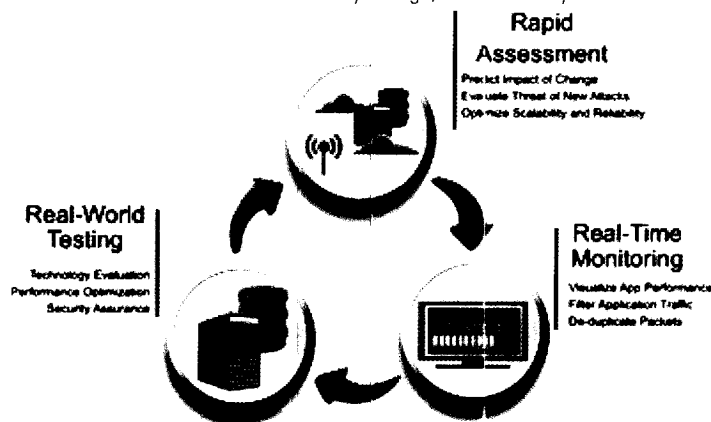 Rapid
Assessment
Predict Impact of Change
Evaluate Threat of New Attacks
Optimize Scalability and Reliability
Real-World
Testing
Technology Evaluation
Performance Optimization
Security Assurance
Real-Time
Monitoring
Visualize App Performance
Filter Application Traffic
De-duplicate Packets